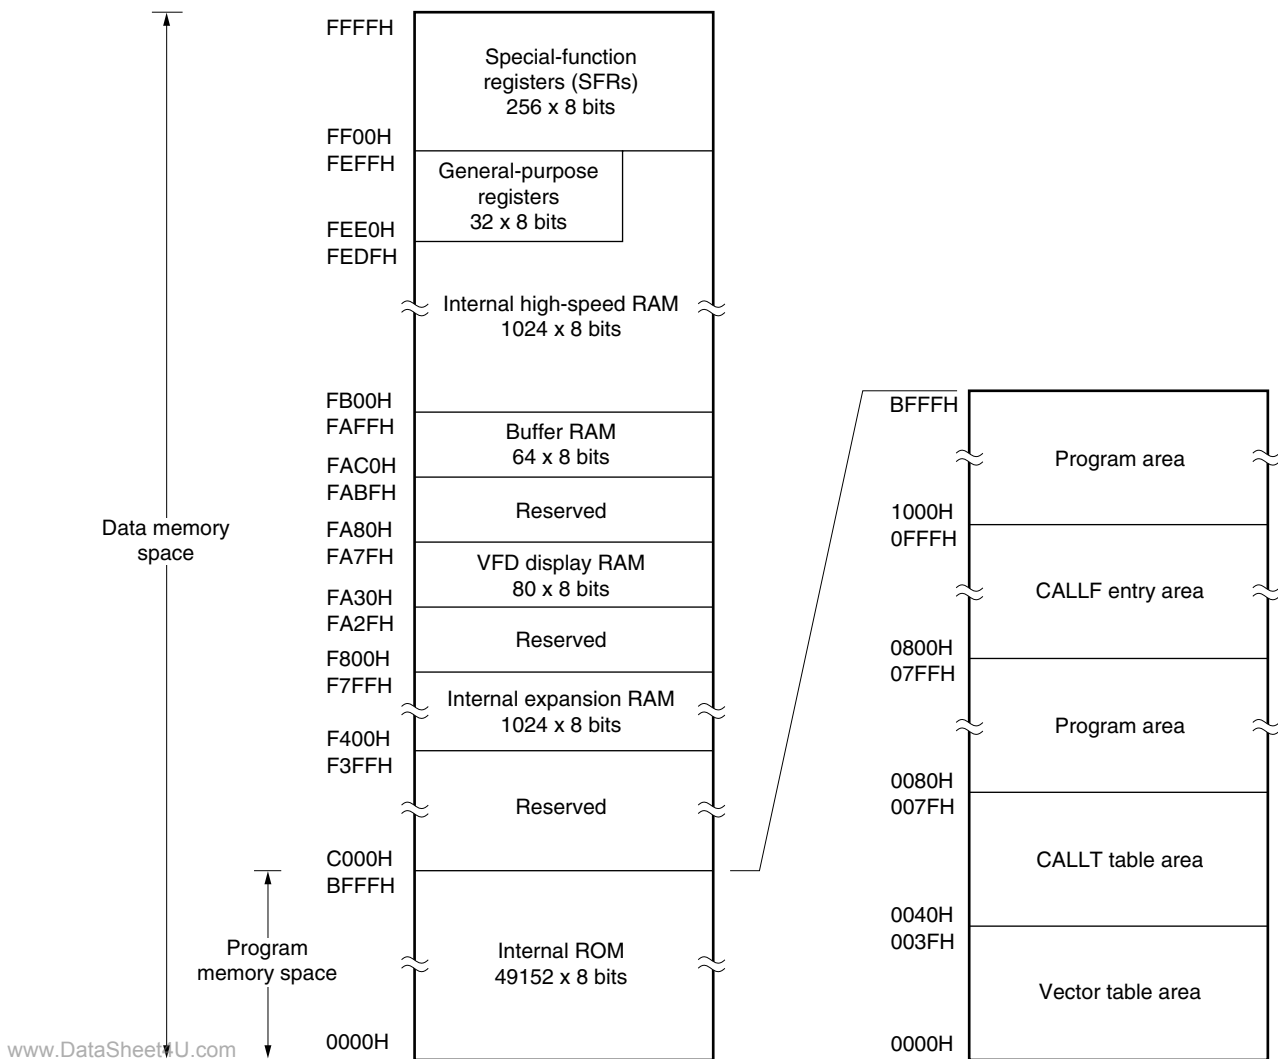 FFFFH
Special-function
registers (SFRs)
256 x 8 bits
FF00H
FEFFH
General-purpose
registers
32 x 8 bits
FEE0H
FEDFH
Internal high-speed RAM
1024 x 8 bits
FB00H
FAFFH
Buffer RAM
64 x 8 bits
FAC0H
FABFH
Reserved
FA80H
FA7FH
VFD display RAM
80 x 8 bits
FA30H
FA2FH
Reserved
F800H
F7FFH
Internal expansion RAM
1024 x 8 bits
F400H
F3FFH
Reserved
C000H
BFFFH
Internal ROM
49152 x 8 bits
0000H
Data memory
space
Program
memory space
BFFFH
Program area
1000H
0FFFH
CALLF entry area
0800H
07FFH
Program area
0080H
007FH
CALLT table area
0040H
003FH
Vector table area
0000H
www.DataSheet4U.com